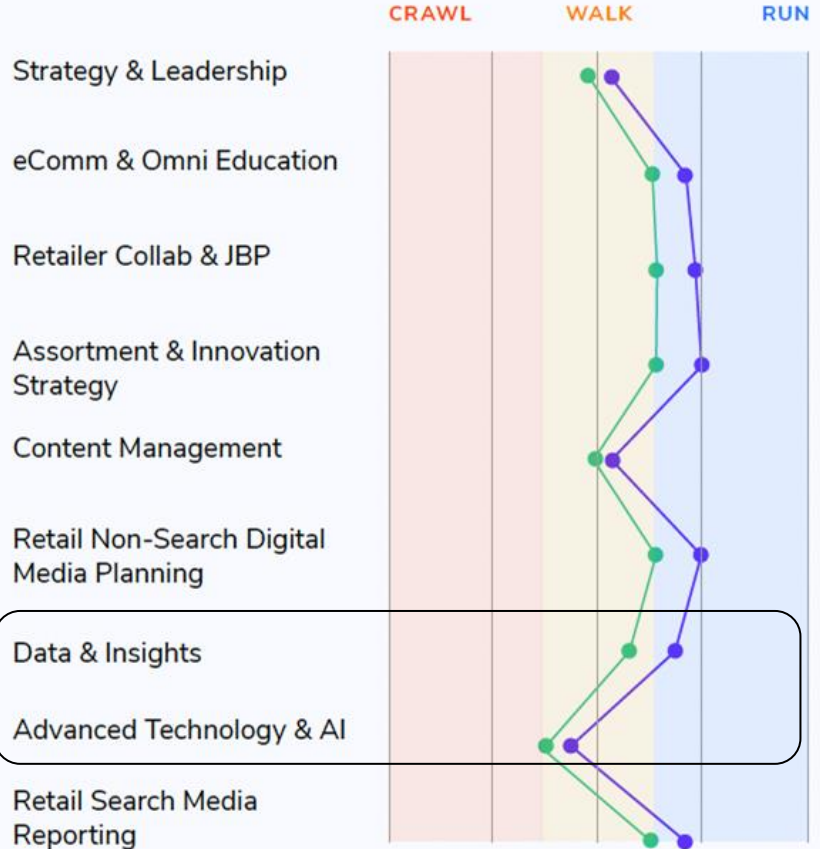 CRAWL WALK RUN
Strategy & Leadership
eComm & Omni Education
Retailer Collab & JBP
Assortment & Innovation
Strategy
Content Management
Retail Non-Search Digital
Media Planning
Data & Insights
Advanced Technology & AI
Retail Search Media
Reporting